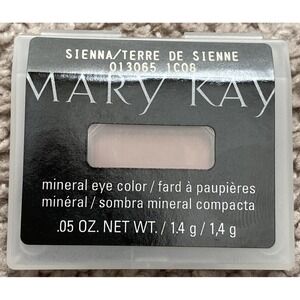 SIENNA/TERRE DE SIENNE
013065 1C08
MARY KAY
mineral eye color / fard à paupières
minéral / sombra mineral compacta
.05 OZ. NET WT. / 1.4 g / 1,4 g